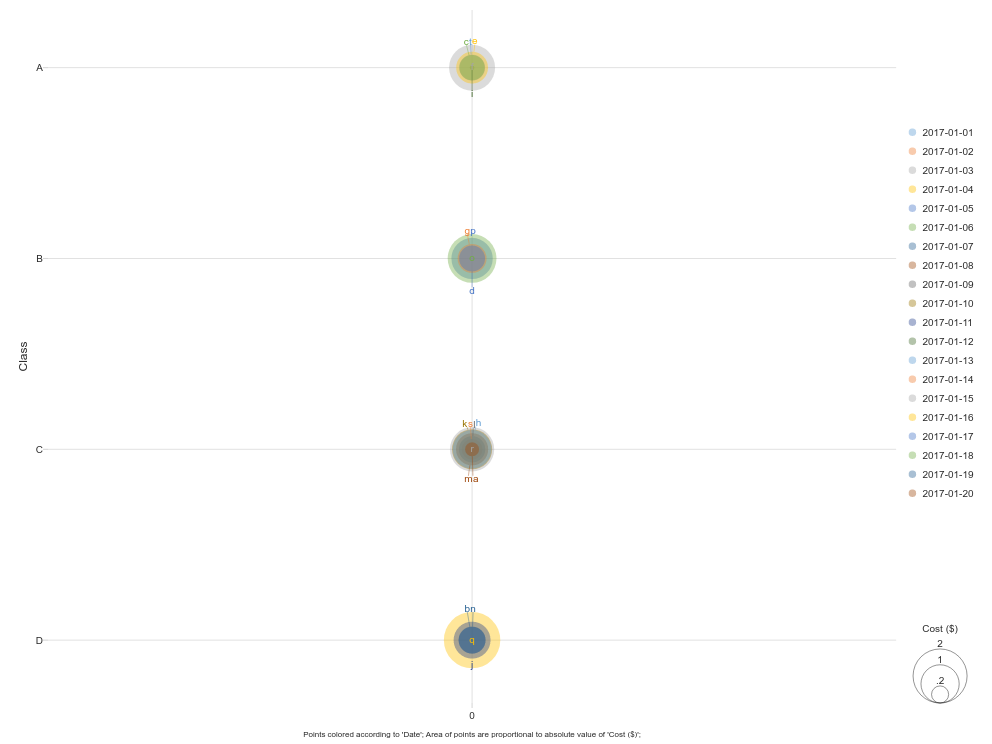 cte
A
i
gp
B
d
Class
k s h
C
r
ma
bn
D
q
j
0
2017-01-01
2017-01-02
2017-01-03
2017-01-04
2017-01-05
2017-01-06
2017-01-07
2017-01-08
2017-01-09
2017-01-10
2017-01-11
2017-01-12
2017-01-13
2017-01-14
2017-01-15
2017-01-16
2017-01-17
2017-01-18
2017-01-19
2017-01-20
Cost ($)
2
1
.2
Points colored according to 'Date'; Area of points are proportional to absolute value of 'Cost ($)';